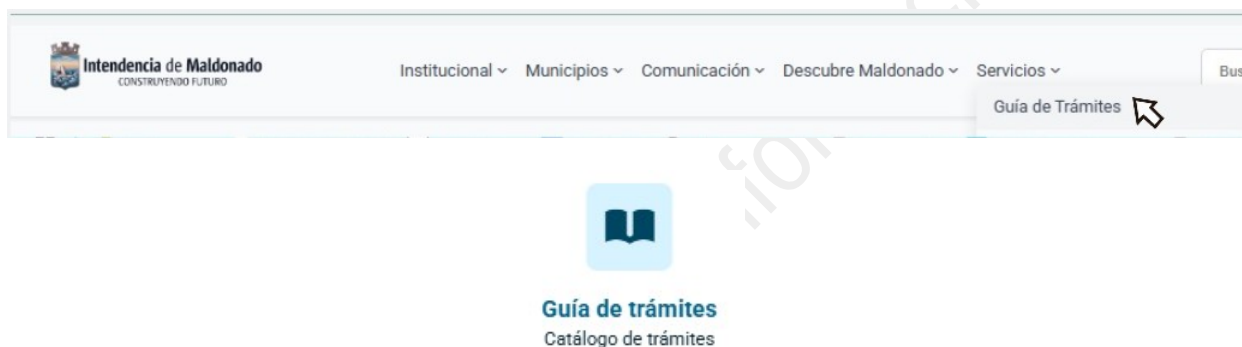 Intendencia de Maldonado
CONSTRUYENDO FUTURO
Institucional Municipios Comunicación Descubre Maldonado Servicios
Guía de Trámites
Guía de trámites
Catálogo de trámites